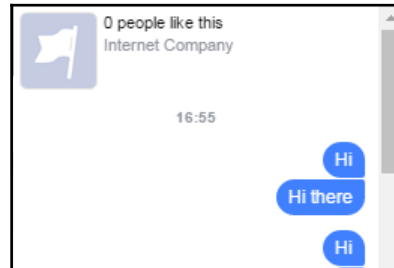 0 people like this
Internet Company
16:55
Hi
Hi there
Hi